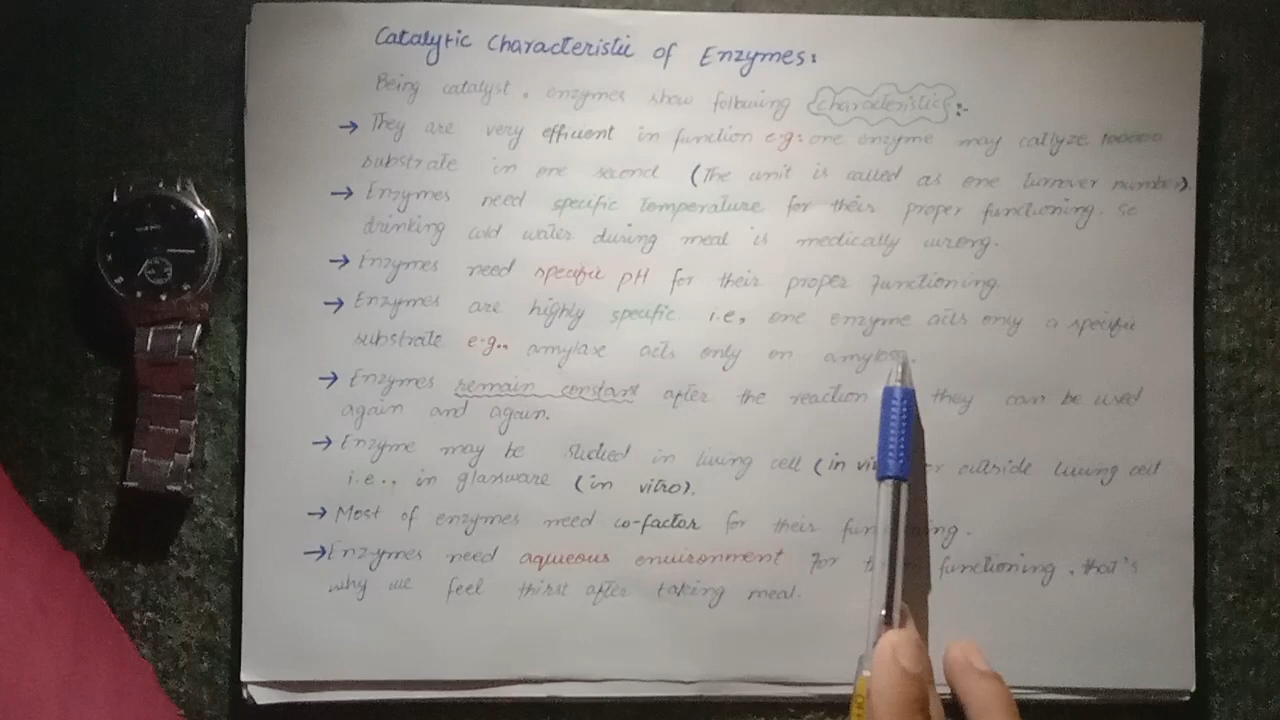 Catalytic Characteristic of Enzymes:
Being catalyst, enzymes show following characteristics:-
→ They are very efficient in function e.g: one enzyme may catlyze 100000
substrate in one second (The unit is called as one turnover number).
→ Enzymes need specific temperature for their proper functioning. So
drinking cold water during meal is medically wrong.
→ Enzymes need specific pH for their proper functioning.
→ Enzymes are highly specific i.e, one enzyme acts only a specific
substrate e.g., amylase acts only on
→ Enzymes remain constant after the reaction they can be used
again and again.
→ Enzyme may be studied in living cell (in outside living cell
i.e., in glassware (in vitro).
→ Most of enzymes need co-factor for their
→ Enzymes need aqueous environment for functioning, that's
why we feel thirst after taking meal.